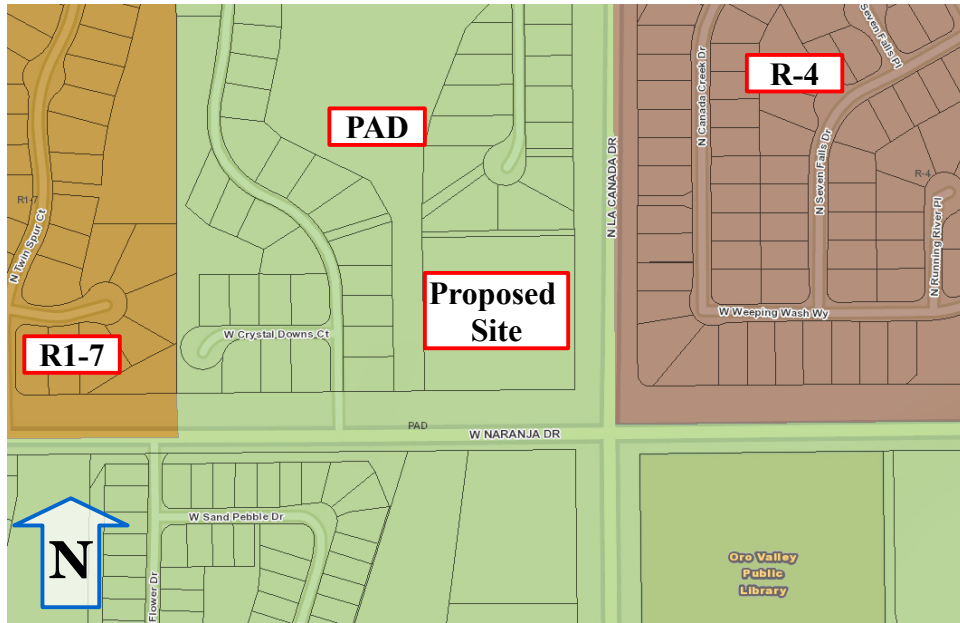 Seven Falls Pl
R-4
N Canada Creek Dr
PAD
N Seven Falls Dr
R-4
R1-7
N LA CANADA DR
N Twin Spur Ct
N Running River Pl
Proposed
Site
W Weeping Wash Wy
W Crystal Downs Ct
R1-7
PAD
W NARANJA DR
W Sand Pebble Dr
N
Flower Dr
Oro Valley
Public
Library